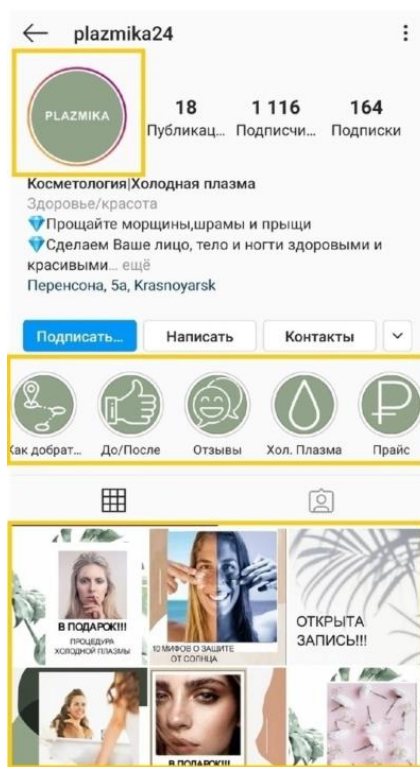 plazmika24
PLAZMIKA
18 1 116 164
Публикац... Подписчи... Подписки
Косметология|Холодная плазма
Здоровье/красота
💎Прощайте морщины,шрамы и прыщи
💎Сделаем Ваше лицо, тело и ногти здоровыми и
красивыми... ещё
Перенсона, 5а, Krasnoyarsk
Подписать... Написать Контакты
Как добрат... До/После Отзывы Хол. Плазма Прайс
В ПОДАРОК!!!
ПРОЦЕДУРА
ХОЛОДНОЙ ПЛАЗМЫ
10 МИФОВ О ЗАЩИТЕ
ОТ СОЛНЦА
ОТКРЫТА
ЗАПИСЬ!!!
В ПОДАРОК!!!